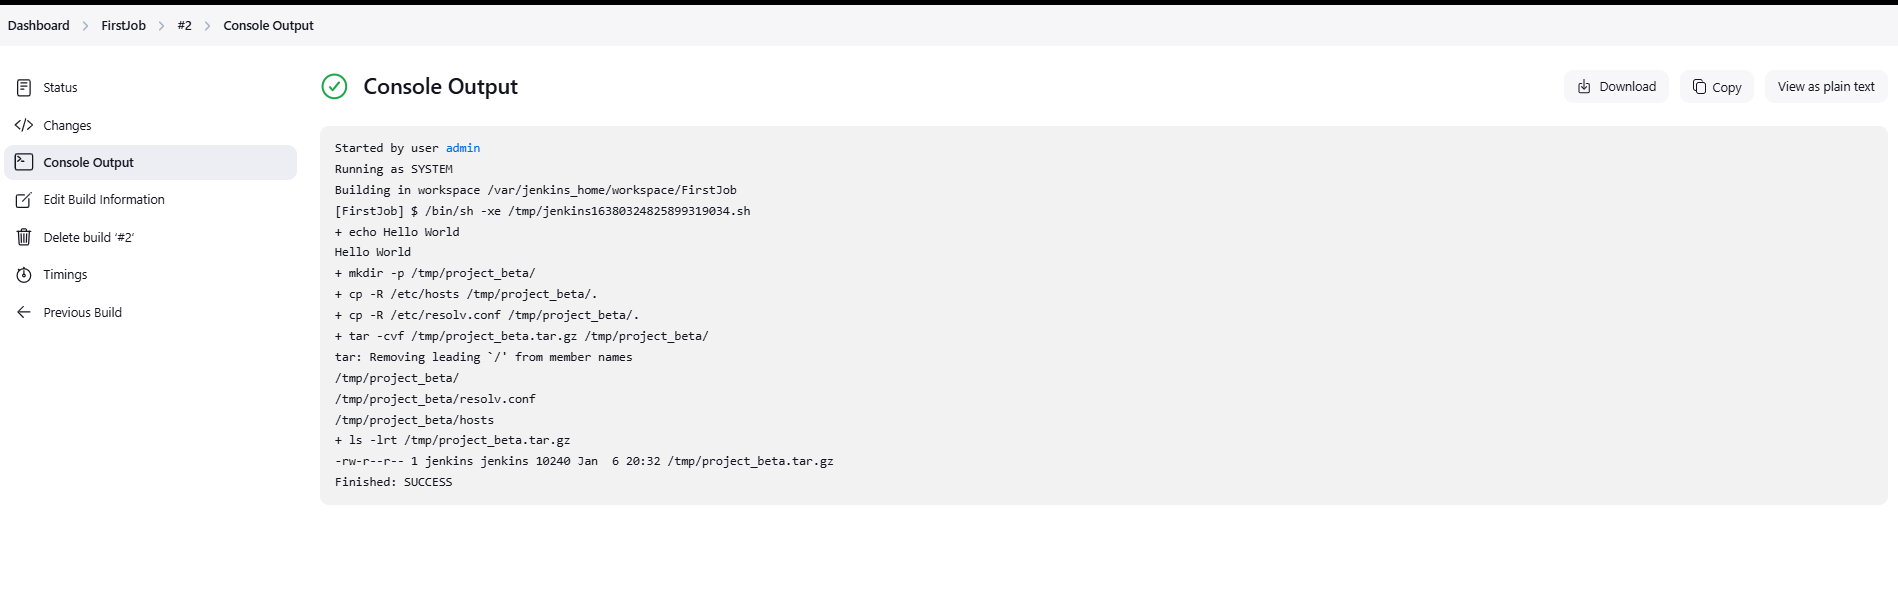 Dashboard > FirstJob > #2 > Console Output
Status
Changes
Console Output
Edit Build Information
Delete build ‘#2’
Timings
Previous Build
Console Output
Download
Copy
View as plain text
Started by user admin
Running as SYSTEM
Building in workspace /var/jenkins_home/workspace/FirstJob
[FirstJob] $ /bin/sh -xe /tmp/jenkins16380324825899319034.sh
+ echo Hello World
Hello World
+ mkdir -p /tmp/project_beta/
+ cp -R /etc/hosts /tmp/project_beta/.
+ cp -R /etc/resolv.conf /tmp/project_beta/.
+ tar -cvf /tmp/project_beta.tar.gz /tmp/project_beta/
tar: Removing leading `/' from member names
/tmp/project_beta/
/tmp/project_beta/resolv.conf
/tmp/project_beta/hosts
+ ls -lrt /tmp/project_beta.tar.gz
-rw-r--r-- 1 jenkins jenkins 10240 Jan  6 20:32 /tmp/project_beta.tar.gz
Finished: SUCCESS